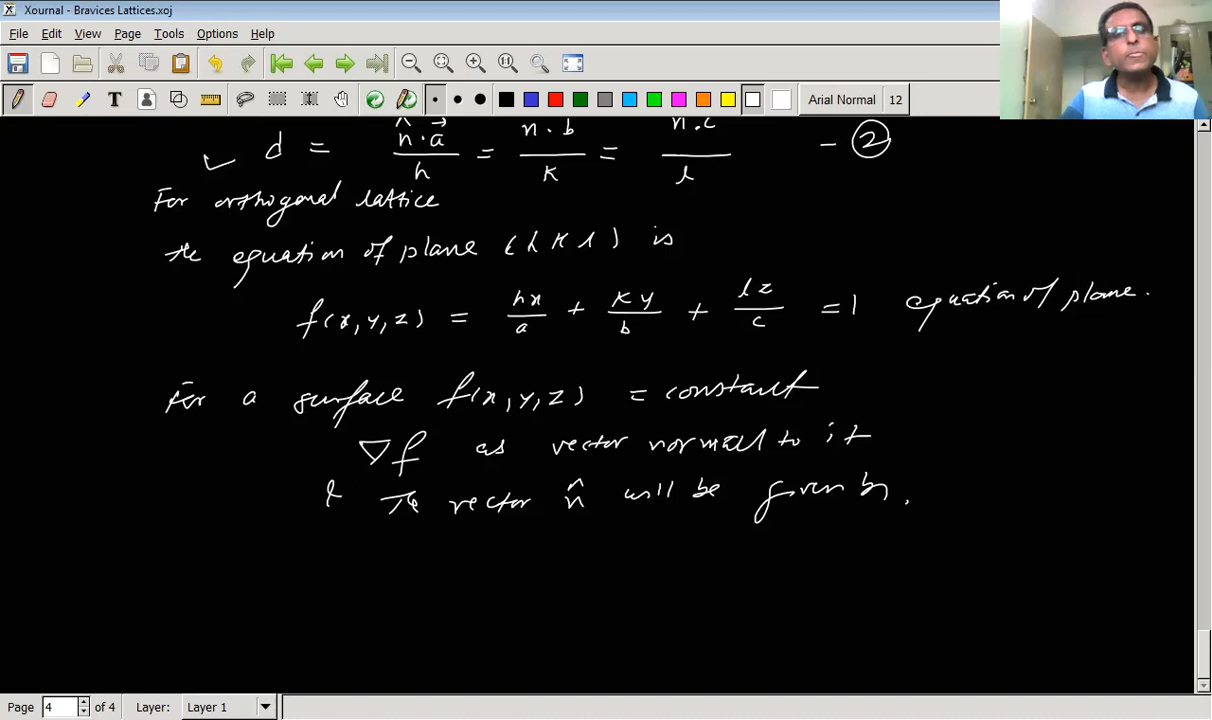 Xournal - Bravices Lattices.xoj
File Edit View Page Tools Options Help
Arial Normal 12
✓ d = n̂·a⃗/h = n·b/k = n·c/l - ②
For orthogonal lattice
the equation of plane (h k l) is
f(x, y, z) = hx/a + ky/b + lz/c = 1 equation of plane.
For a surface f(x, y, z) = constant
∇f as vector normal to it
& The vector n̂ will be given by.
Page 4 of 4 Layer: Layer 1